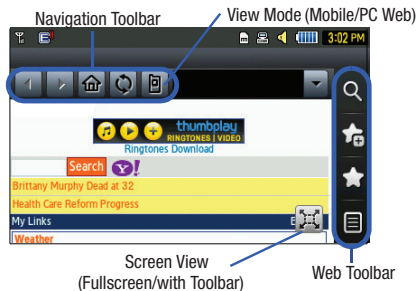 Navigation Toolbar
View Mode (Mobile/PC Web)
3:02 PM
thumbplay
RINGTONES | VIDEO
Ringtones Download
Search Y!
Brittany Murphy Dead at 32
Health Care Reform Progress
My Links E
Weather
Screen View
(Fullscreen/with Toolbar)
Web Toolbar